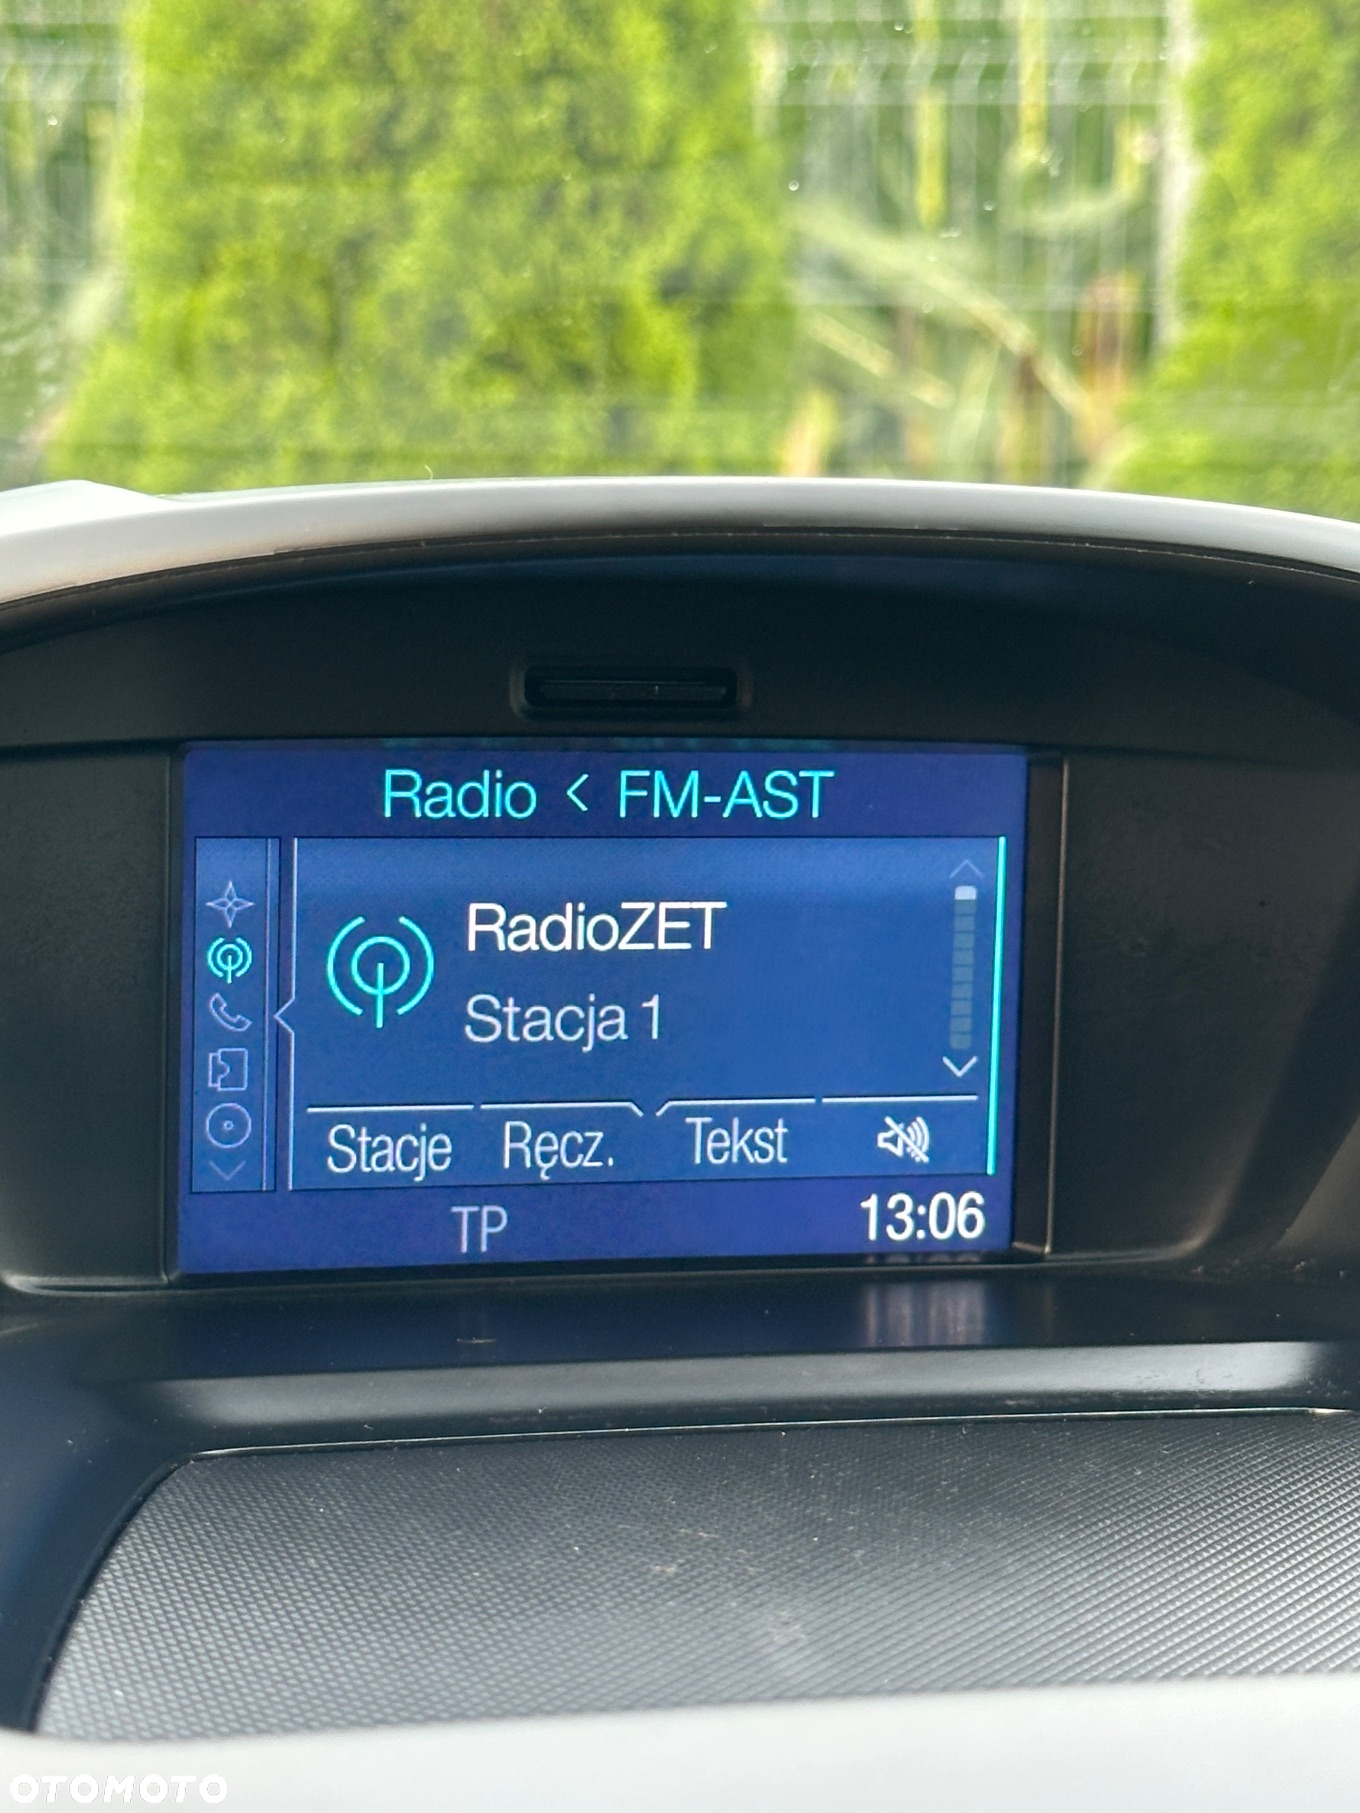 Radio < FM-AST
RadioZET
Stacja 1
Stacje Ręcz. Tekst
TP 13:06
OTOMOTO